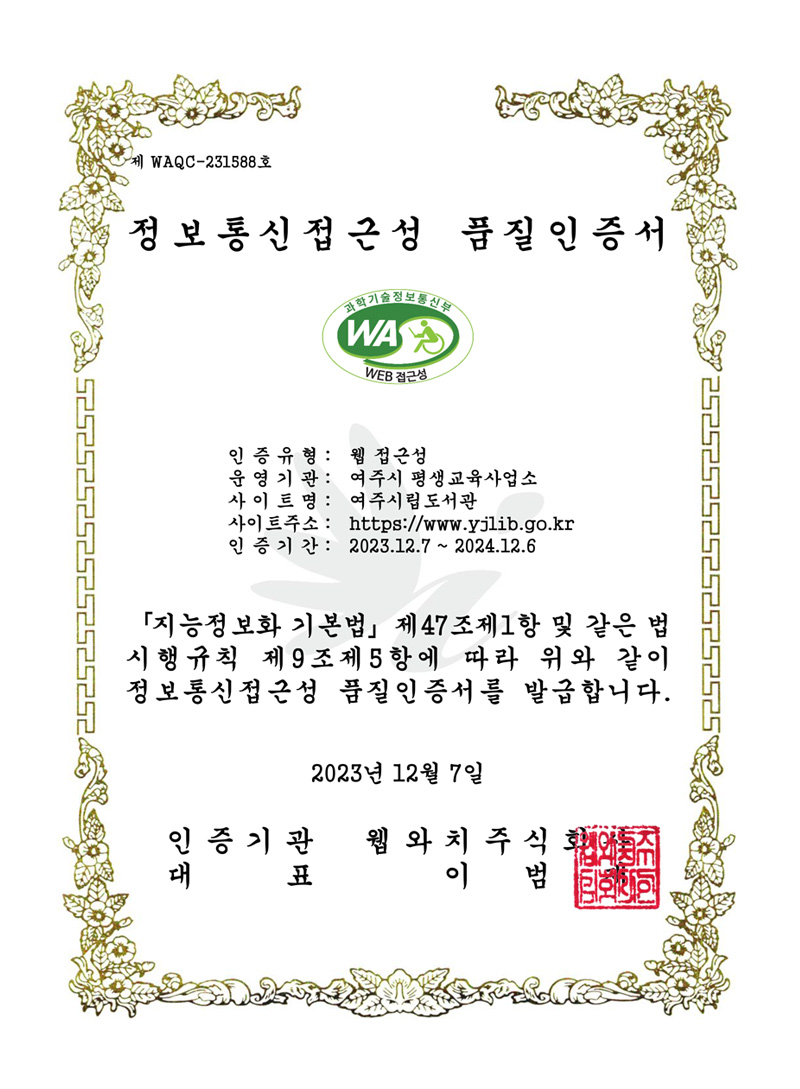 제 WAQC-231588호
정보통신접근성 품질인증서
과학기술정보통신부
WA
WEB 접근성
인증유형 : 웹 접근성
운영기관 : 여주시 평생교육사업소
사이트명 : 여주시립도서관
사이트주소 : https://www.yjlib.go.kr
인증기간 : 2023.12.7 ~ 2024.12.6
「지능정보화 기본법」 제47조제1항 및 같은 법
시행규칙 제9조제5항에 따라 위와 같이
정보통신접근성 품질인증서를 발급합니다.
2023년 12월 7일
인증기관 웹와치주식회사
대표 이범